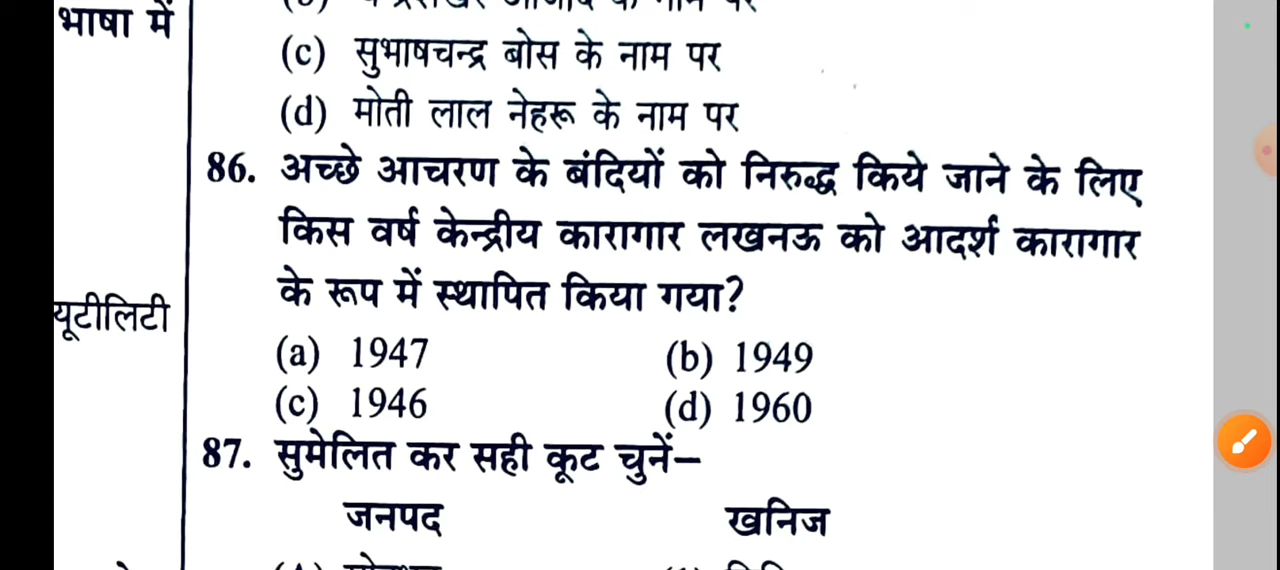 भाषा में
(c) सुभाषचन्द्र बोस के नाम पर
(d) मोती लाल नेहरू के नाम पर
86. अच्छे आचरण के बंदियों को निरुद्ध किये जाने के लिए
किस वर्ष केन्द्रीय कारागार लखनऊ को आदर्श कारागार
के रूप में स्थापित किया गया?
यूटीलिटी
(a) 1947 (b) 1949
(c) 1946 (d) 1960
87. सुमेलित कर सही कूट चुनें–
जनपद खनिज